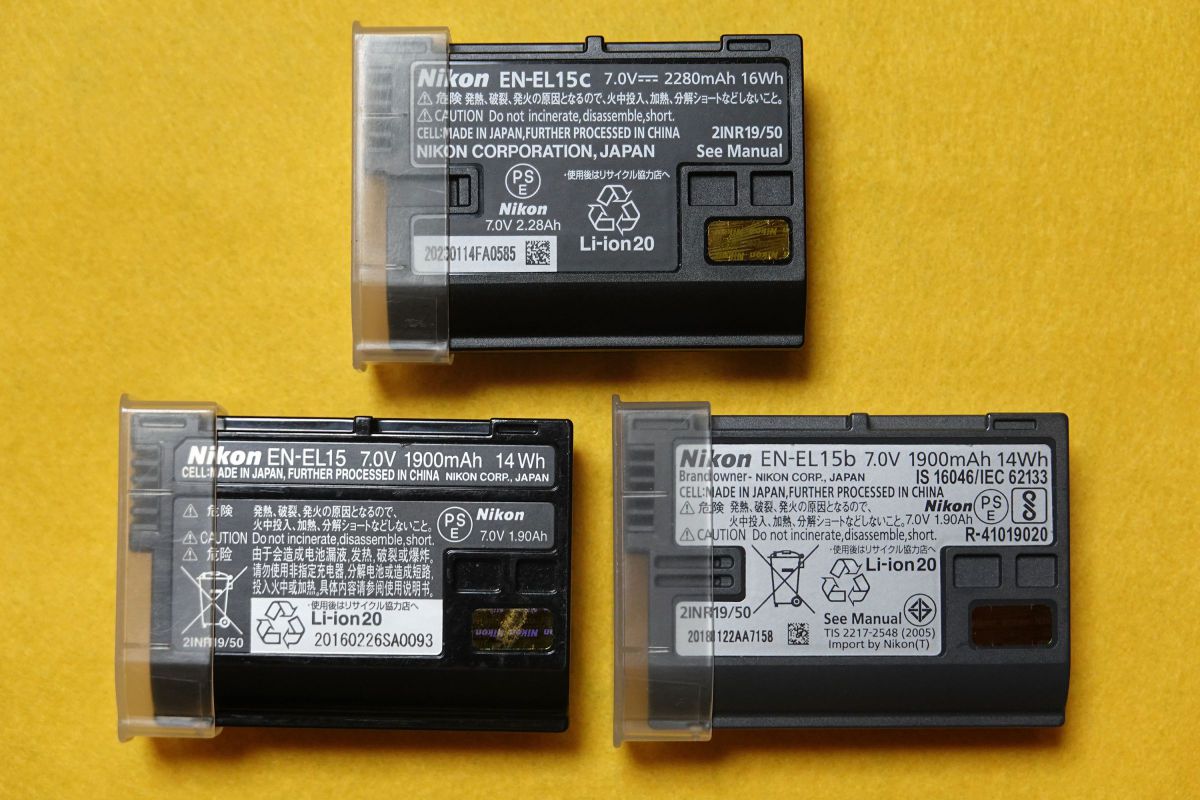 Nikon EN-EL15C 7.0V⎓ 2280mAh 16Wh
⚠ 危険 発熱、破裂、発火の原因となるので、火中投入、加熱、分解ショートなどしないこと。
⚠ CAUTION Do not incinerate,disassemble,short.
CELL:MADE IN JAPAN,FURTHER PROCESSED IN CHINA 2INR19/50
NIKON CORPORATION, JAPAN See Manual
PS E
・使用後はリサイクル協力店へ
Nikon
7.0V 2.28Ah
Li-ion20
FA0585
Nikon EN-EL15 7.0V 1900mAh 14Wh
CELL:MADE IN JAPAN, FURTHER PROCESSED IN CHINA NIKON CORP., JAPAN
⚠ 危険 発熱、破裂、発火の原因となるので、
火中投入、加熱、分解ショートなどしないこと。
⚠ CAUTION Do not incinerate,disassemble,short.
⚠ 危险 由于会造成电池漏液，发热，破裂或爆炸。
请勿使用非指定充电器，分解电池或造成短路，
投入火中或加热。具体内容请参阅使用说明书。
PS E Nikon
7.0V 1.90Ah
2INR19/50
・使用後はリサイクル協力店へ
Li-ion20
20160226SA0093
Nikon EN-EL15b 7.0V 1900mAh 14Wh
Brandowner- NIKON CORP., JAPAN IS 16046/IEC 62133
CELL:MADE IN JAPAN,FURTHER PROCESSED IN CHINA
⚠ 危険 発熱、破裂、発火の原因となるので、
火中投入、加熱、分解ショートなどしないこと。
⚠ CAUTION Do not incinerate,disassemble,short.
Nikon PS E
7.0V 1.90Ah
R-41019020
・使用後はリサイクル協力店へ
Li-ion20
2INR19/50
See Manual
TIS 2217-2548 (2005)
Import by Nikon(T)